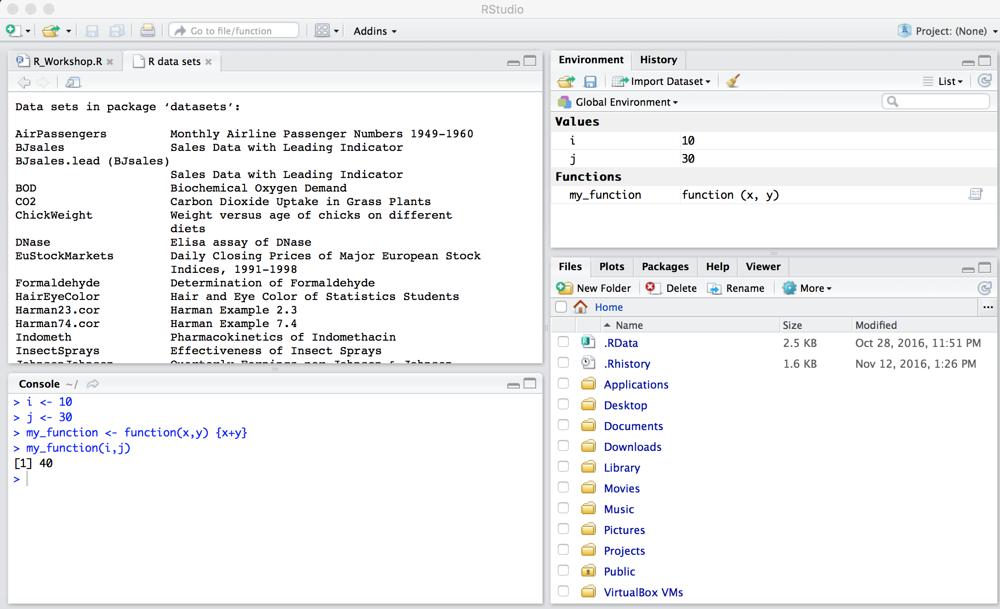 RStudio
Go to file/function
Addins
Project: (None)
R_Workshop.R
R data sets
Data sets in package ‘datasets’:
AirPassengers Monthly Airline Passenger Numbers 1949-1960
BJsales Sales Data with Leading Indicator
BJsales.lead (BJsales)
Sales Data with Leading Indicator
BOD Biochemical Oxygen Demand
CO2 Carbon Dioxide Uptake in Grass Plants
ChickWeight Weight versus age of chicks on different
diets
DNase Elisa assay of DNase
EuStockMarkets Daily Closing Prices of Major European Stock
Indices, 1991-1998
Formaldehyde Determination of Formaldehyde
HairEyeColor Hair and Eye Color of Statistics Students
Harman23.cor Harman Example 2.3
Harman74.cor Harman Example 7.4
Indometh Pharmacokinetics of Indomethacin
InsectSprays Effectiveness of Insect Sprays
JohnsonJohnson Quarterly Earnings per Johnson & Johnson
Console ~/
> i <- 10
> j <- 30
> my_function <- function(x,y) {x+y}
> my_function(i,j)
[1] 40
>
Environment History
Import Dataset List
Global Environment
Values
i 10
j 30
Functions
my_function function (x, y)
Files Plots Packages Help Viewer
New Folder Delete Rename More
Home ...
Name Size Modified
.RData 2.5 KB Oct 28, 2016, 11:51 PM
.Rhistory 1.6 KB Nov 12, 2016, 1:26 PM
Applications
Desktop
Documents
Downloads
Library
Movies
Music
Pictures
Projects
Public
VirtualBox VMs